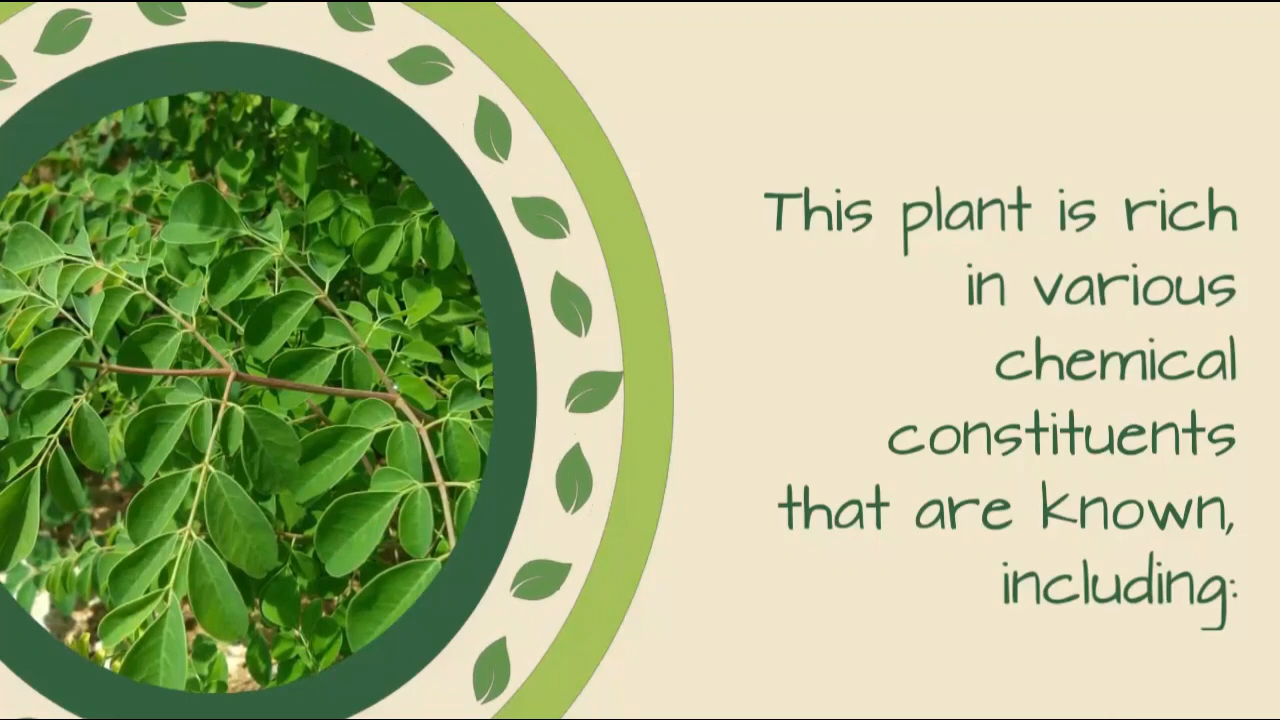 This plant is rich
in various
chemical
constituents
that are known,
including: